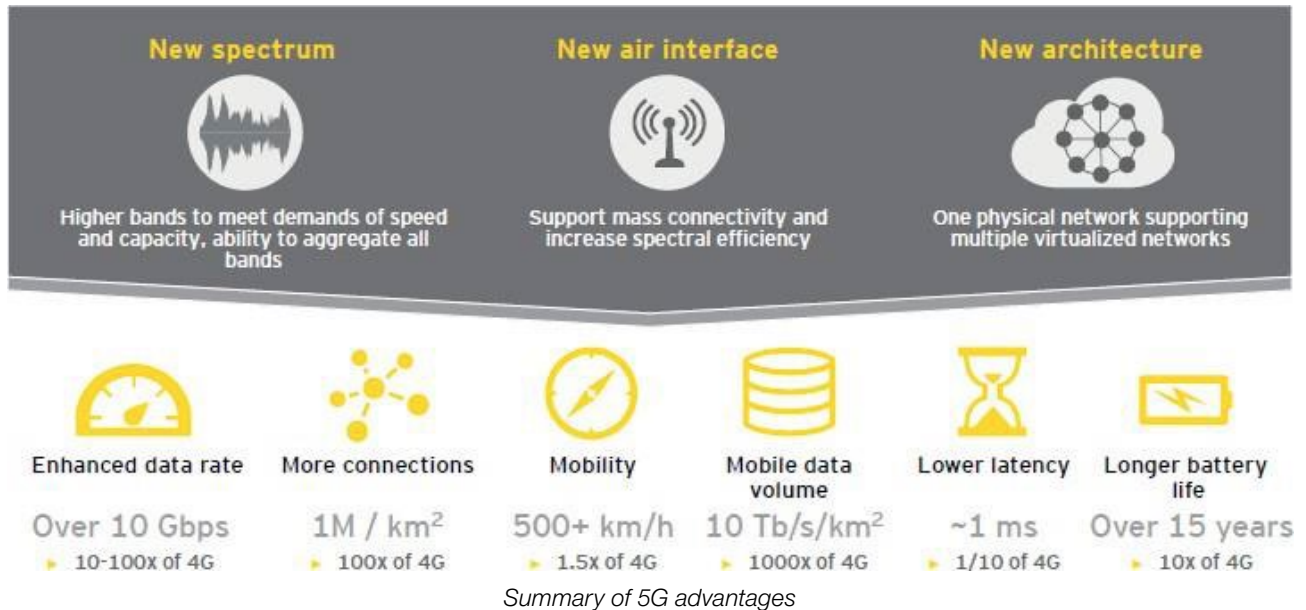 New spectrum
Higher bands to meet demands of speed
and capacity, ability to aggregate all
bands
New air interface
Support mass connectivity and
increase spectral efficiency
New architecture
One physical network supporting
multiple virtualized networks
Enhanced data rate
Over 10 Gbps
► 10-100x of 4G
More connections
1M / km²
► 100x of 4G
Mobility
500+ km/h
► 1.5x of 4G
Mobile data
volume
10 Tb/s/km²
► 1000x of 4G
Lower latency
~1 ms
► 1/10 of 4G
Longer battery
life
Over 15 years
► 10x of 4G
Summary of 5G advantages